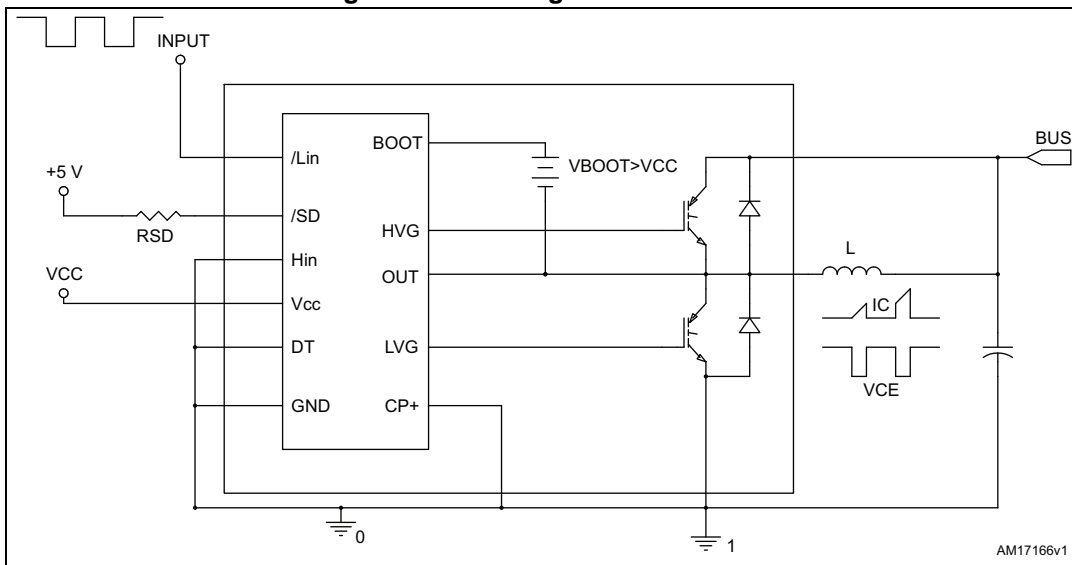 INPUT
BUS
BOOT
/Lin
VBOOT>VCC
+5 V
/SD
RSD
HVG
Hin
OUT
L
VCC
Vcc
IC
DT
LVG
VCE
GND
CP+
0
1
AM17166v1